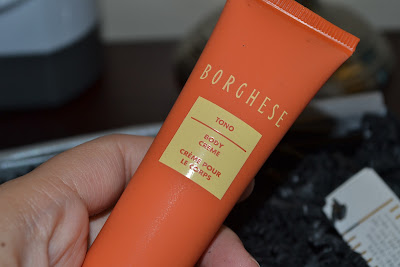 BORGHESE
TONO
BODY
CREME
CRÈME POUR
LE CORPS